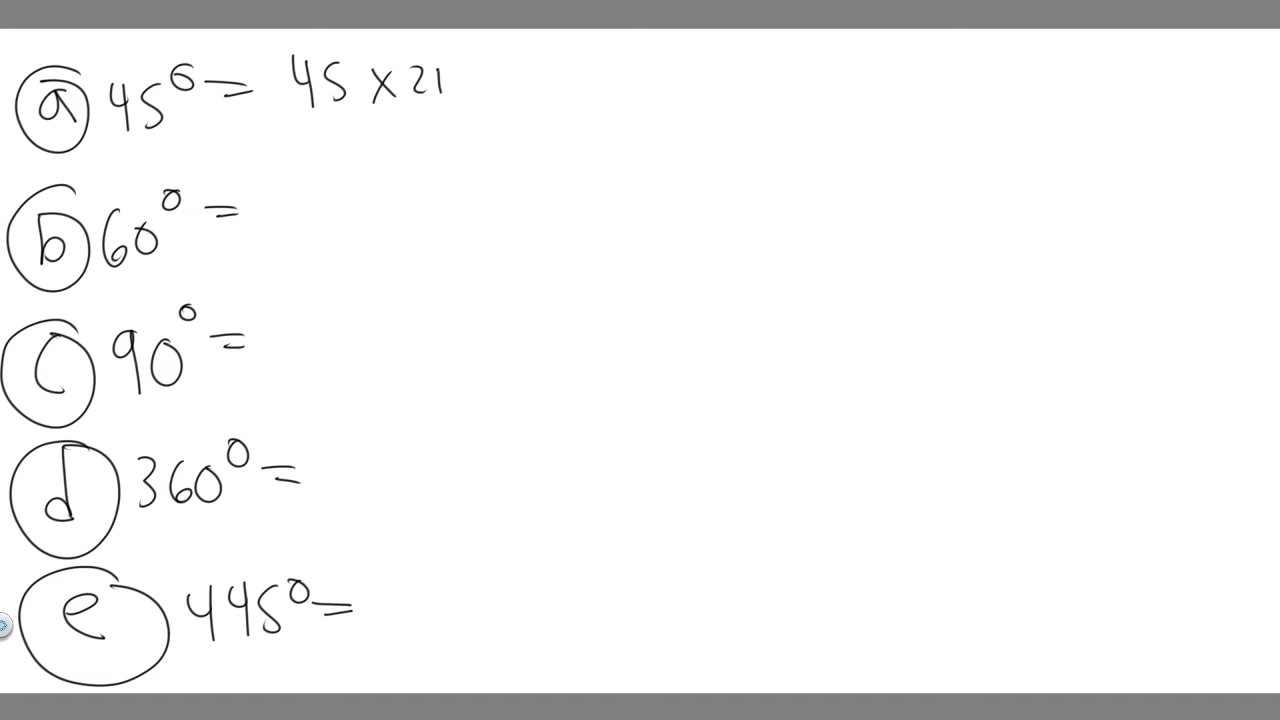 a 45° = 45 x 21
b 60° =
c 90° =
d 360° =
e 445° =